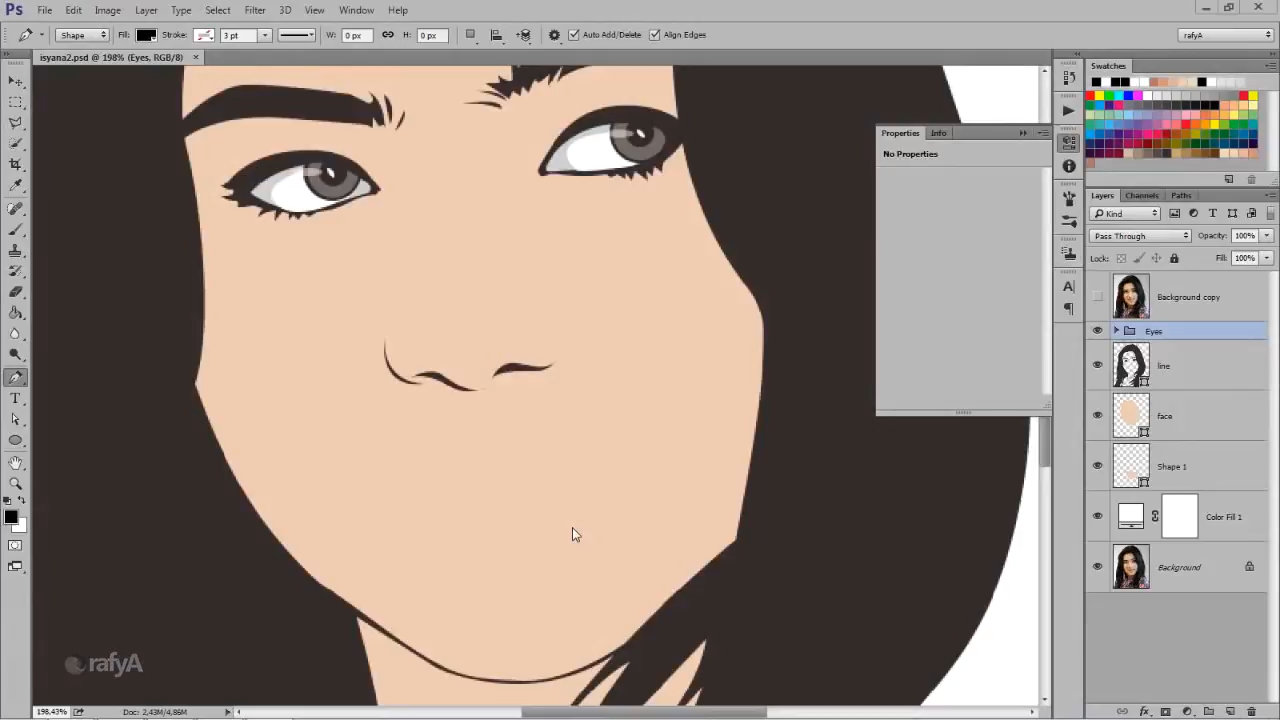 Ps File Edit Image Layer Type Select Filter 3D View Window Help
Shape Fill: Stroke: 3 pt W: 0 px H: 0 px Auto Add/Delete Align Edges rafyA
isyana2.psd @ 198% (Eyes, RGB/8) ×
Swatches
Properties Info
No Properties
Layers Channels Paths
Kind
Pass Through Opacity: 100%
Lock: Fill: 100%
Background copy
Eyes
line
face
Shape 1
Color Fill 1
Background
rafyA
198,43% Doc: 2,43M/4,86M